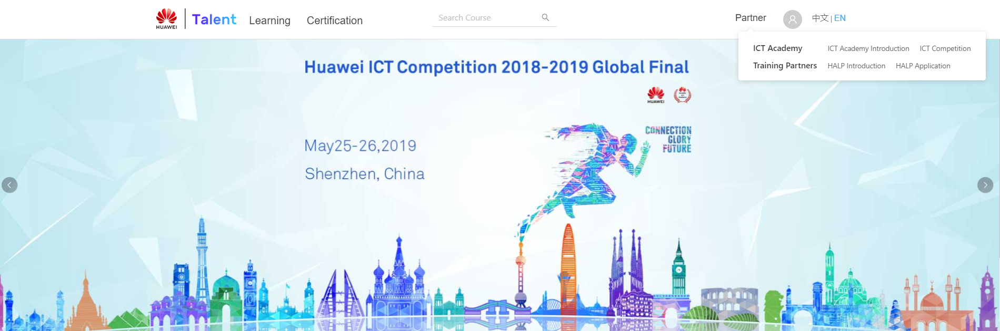 HUAWEI
Talent
Learning
Certification
Search Course
Partner
中文 | EN
ICT Academy
ICT Academy Introduction
ICT Competition
Training Partners
HALP Introduction
HALP Application
Huawei ICT Competition 2018-2019 Global Final
HUAWEI
May25-26,2019
Shenzhen, China
CONNECTION
GLORY
FUTURE
AI
AI